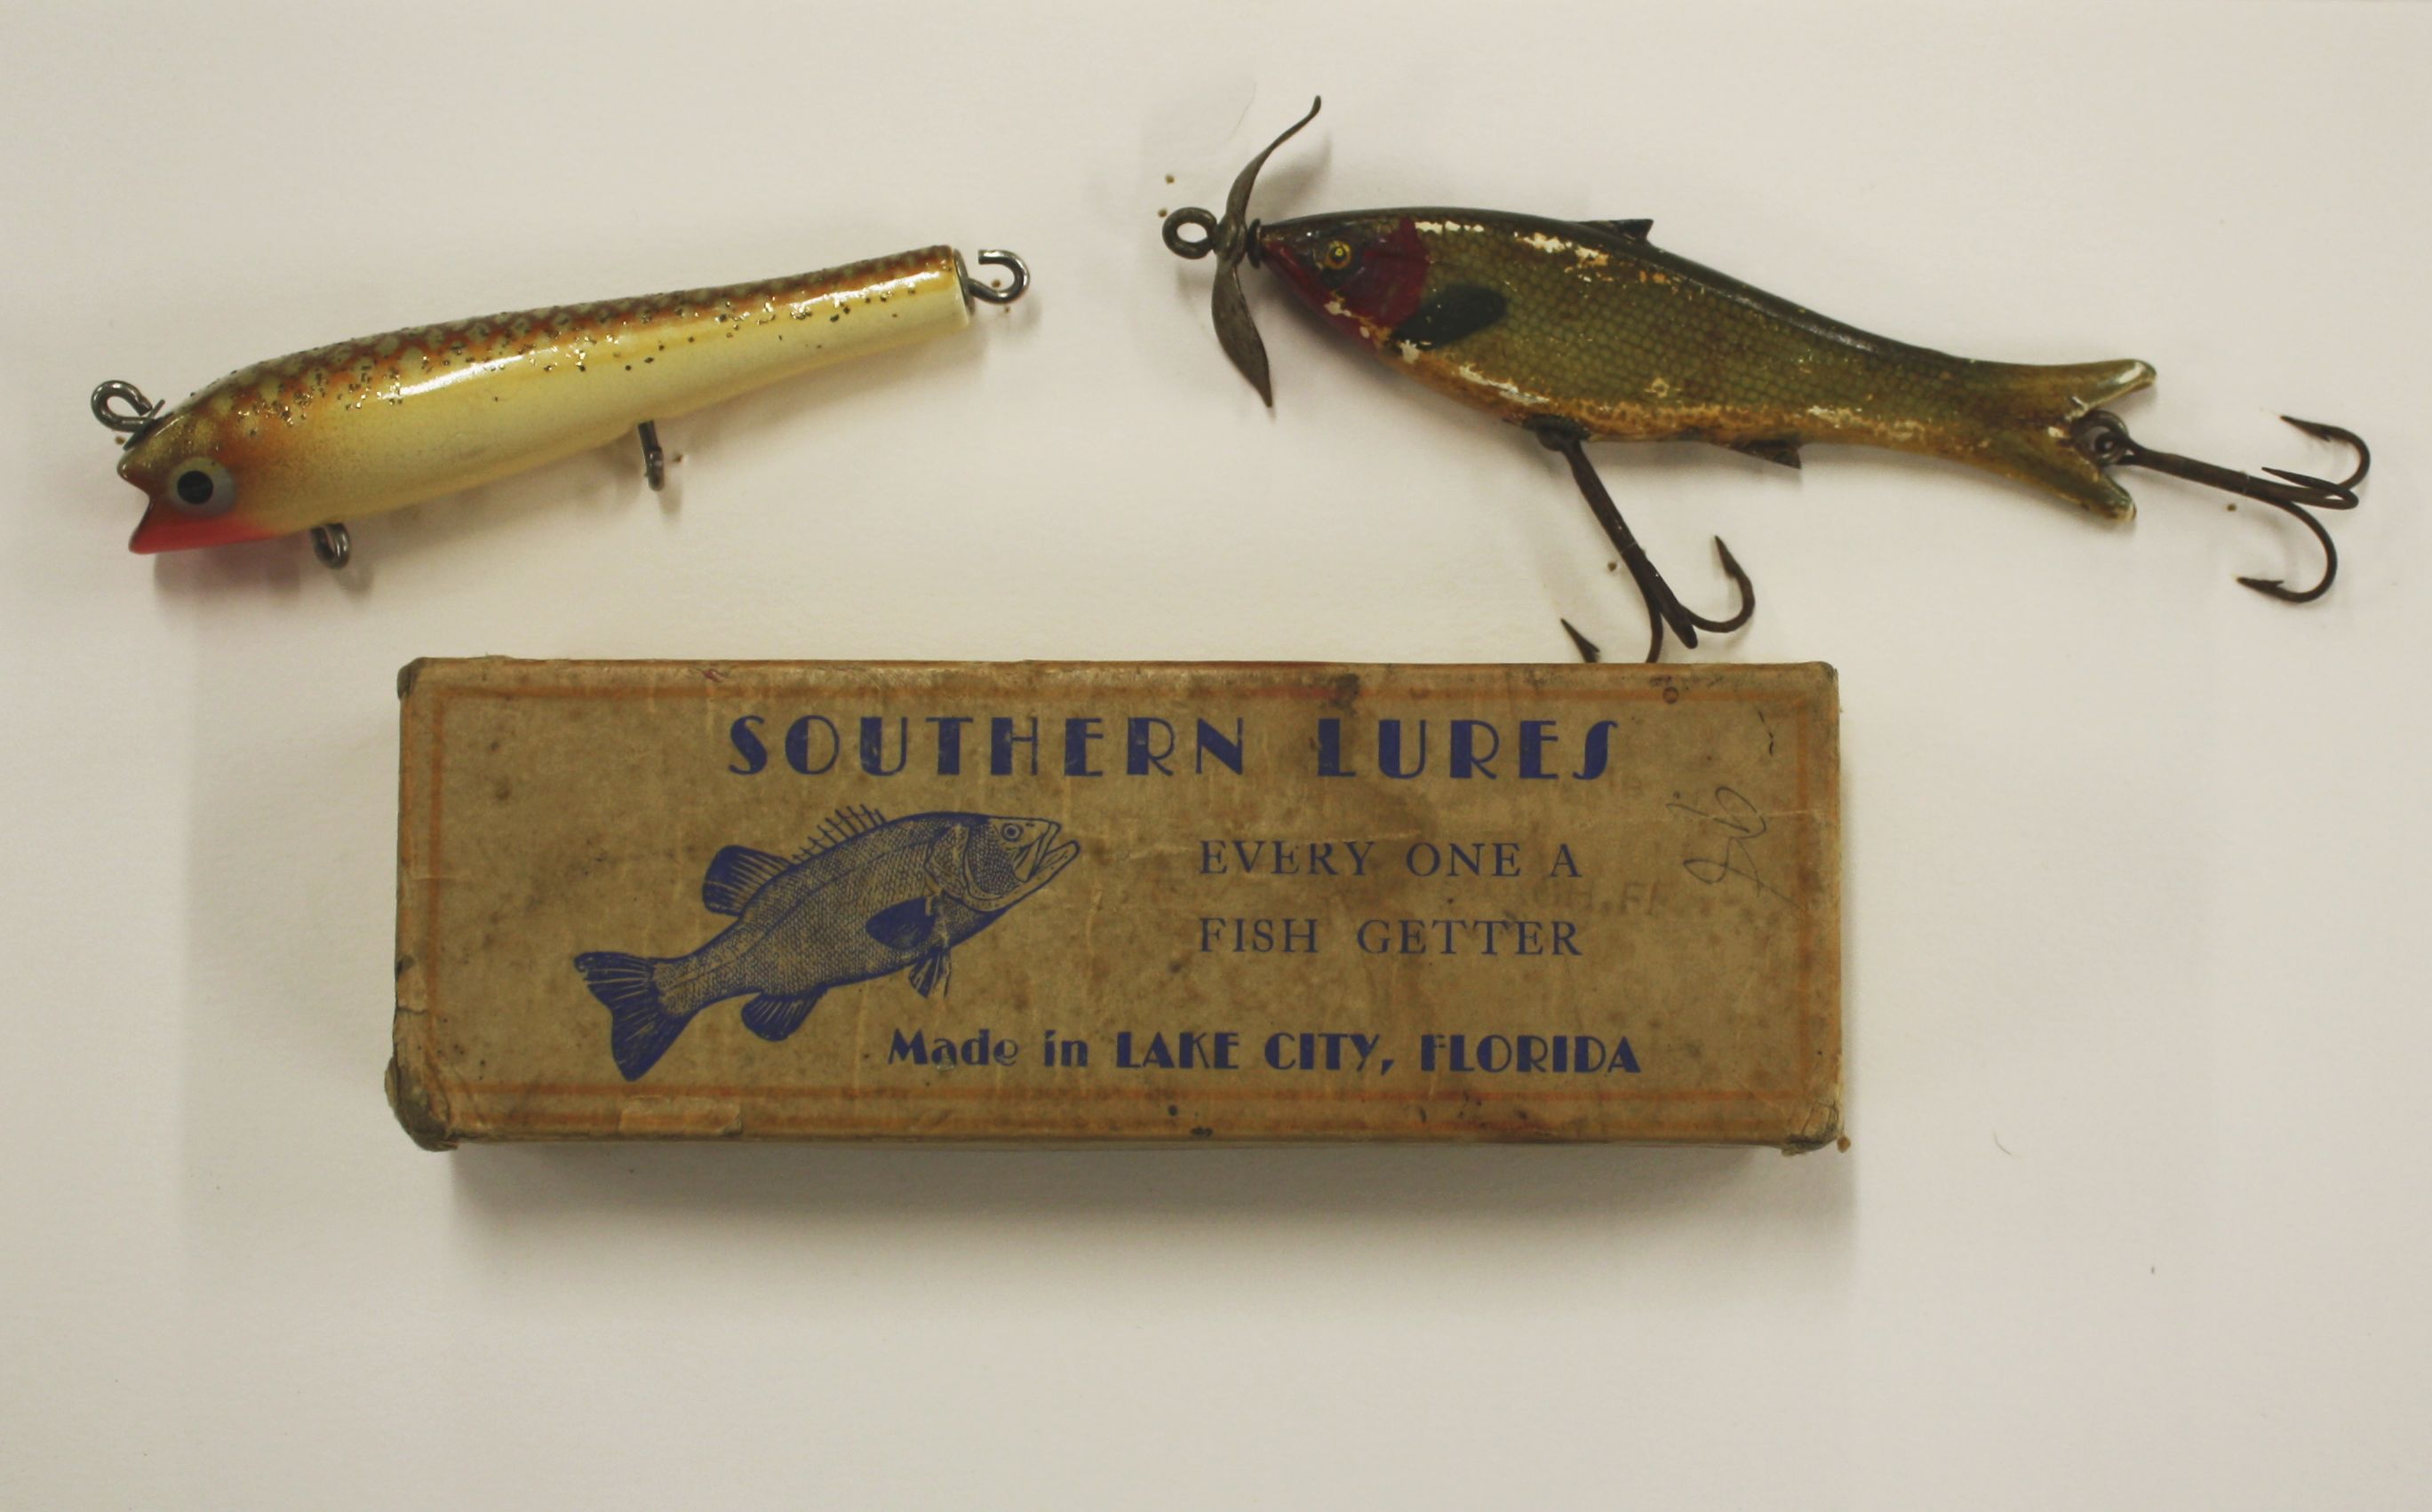 SOUTHERN LURES
EVERY ONE A
FISH GETTER
Made in LAKE CITY, FLORIDA